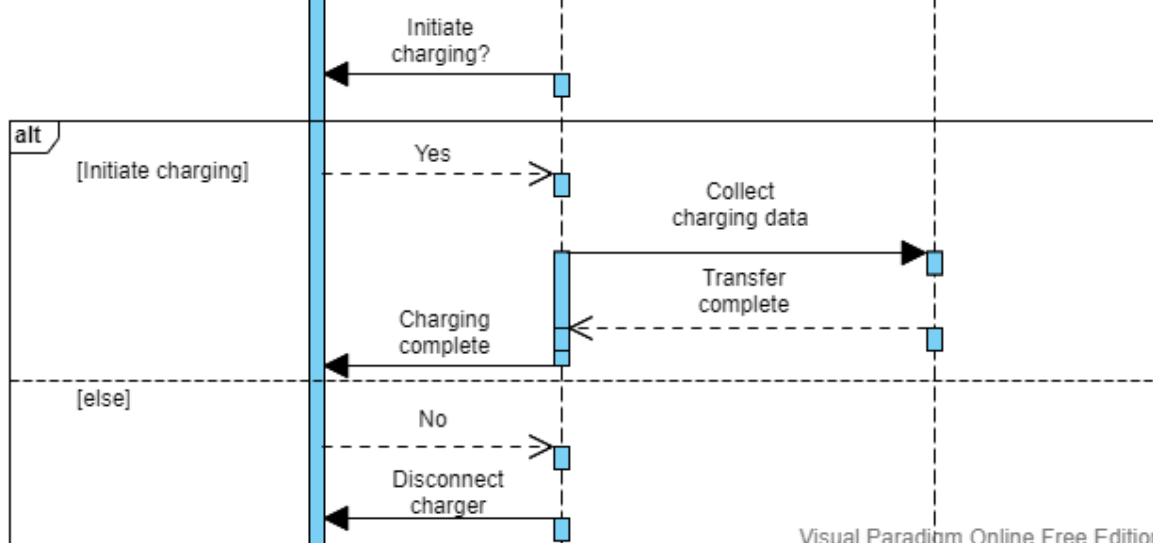 Initiate
charging?
alt
[Initiate charging]
Yes
Collect
charging data
Transfer
complete
Charging
complete
[else]
No
Disconnect
charger
Visual Paradigm Online Free Edition